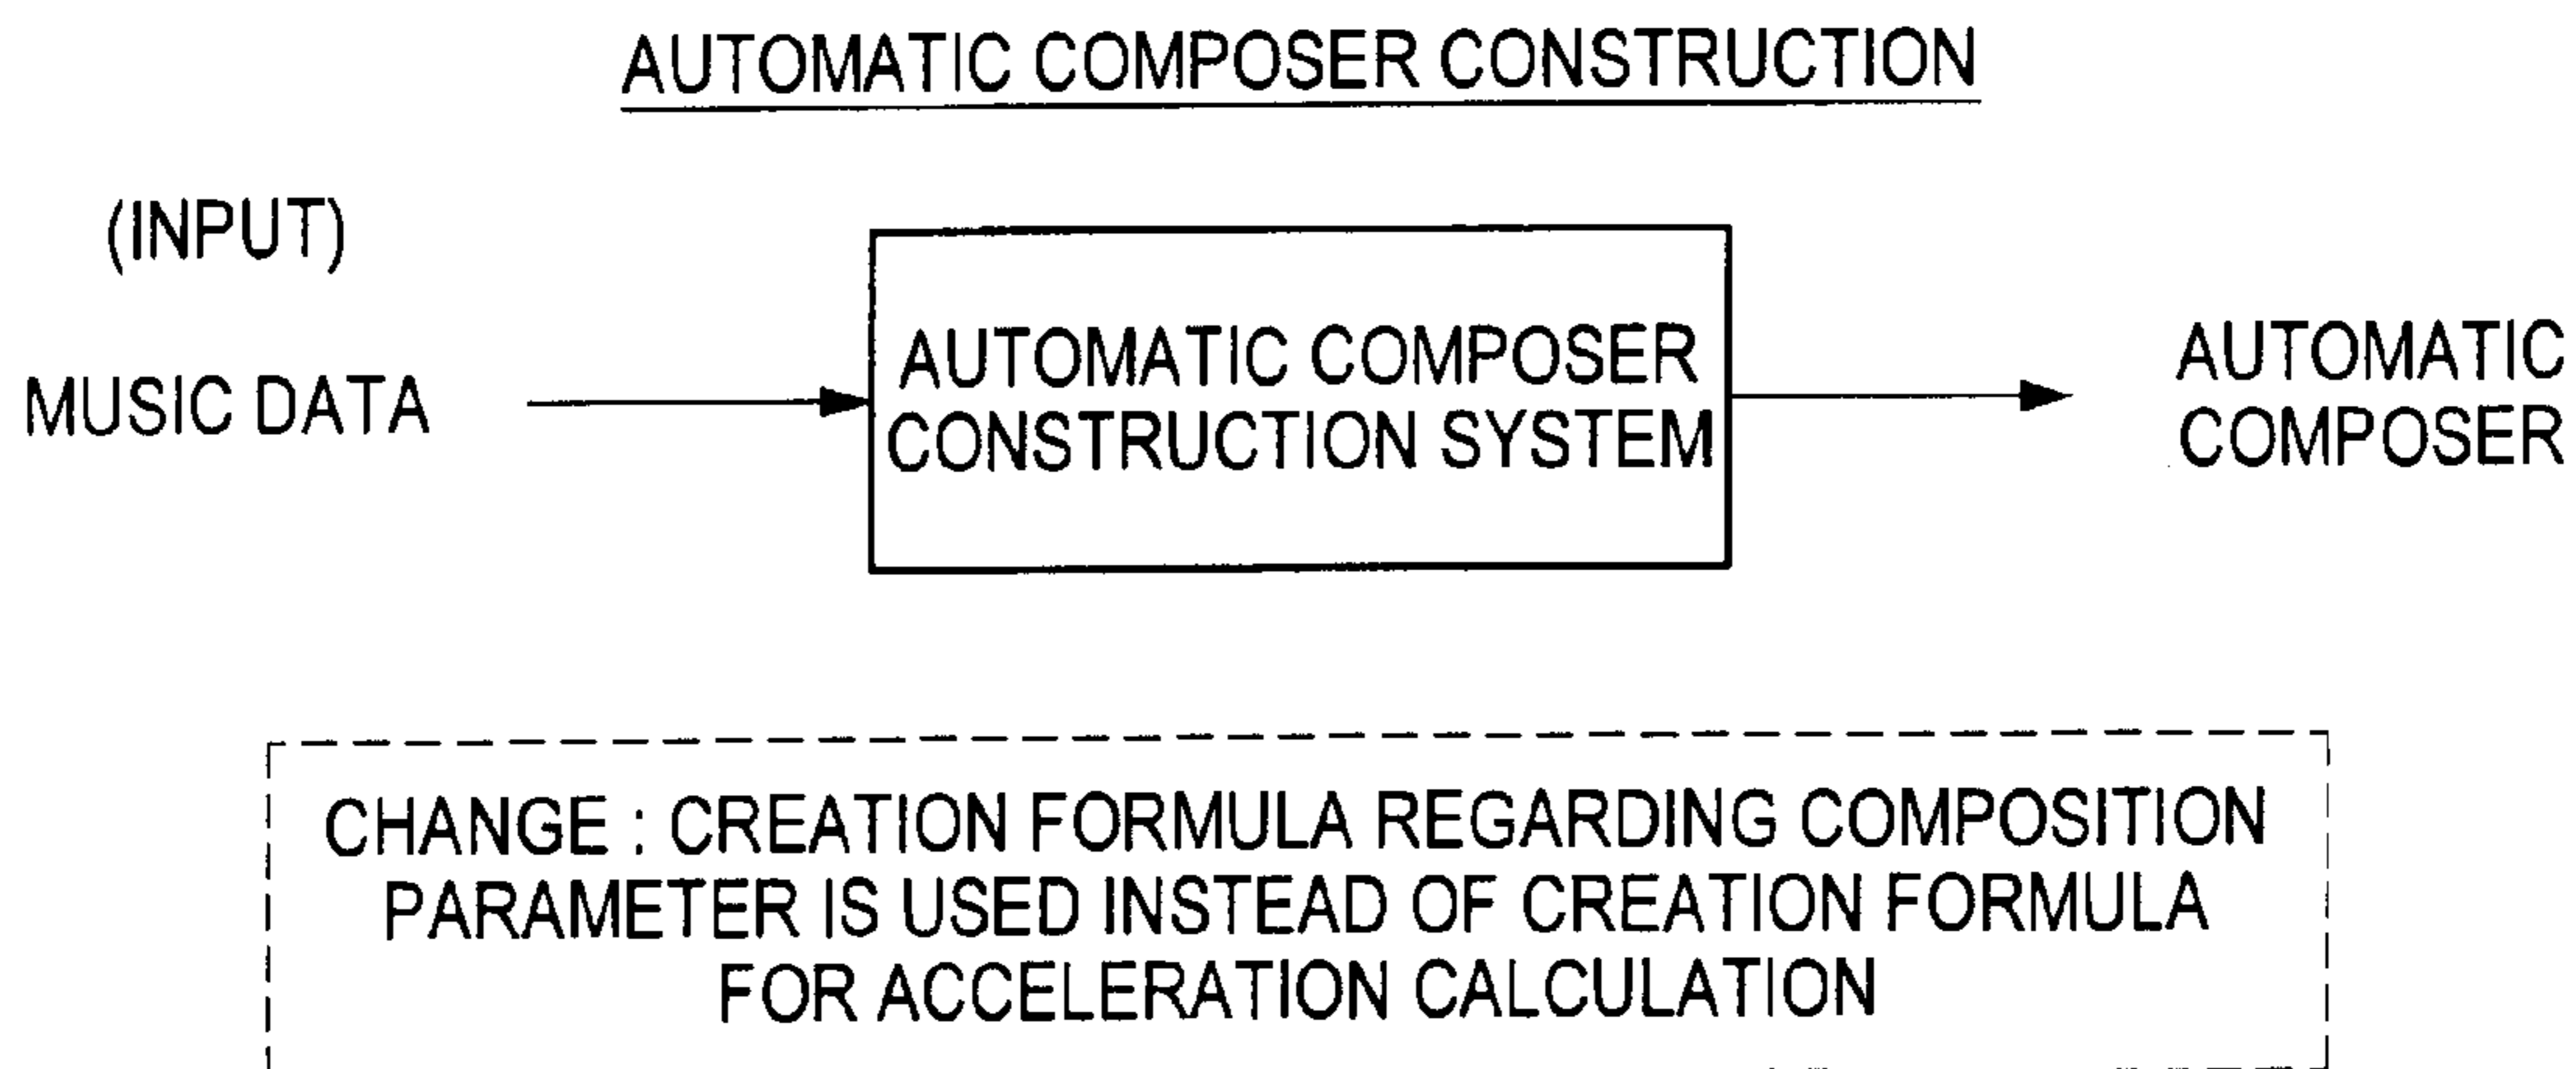 AUTOMATIC COMPOSER CONSTRUCTION
(INPUT)
MUSIC DATA
AUTOMATIC COMPOSER
CONSTRUCTION SYSTEM
AUTOMATIC
COMPOSER
CHANGE : CREATION FORMULA REGARDING COMPOSITION
PARAMETER IS USED INSTEAD OF CREATION FORMULA
FOR ACCELERATION CALCULATION